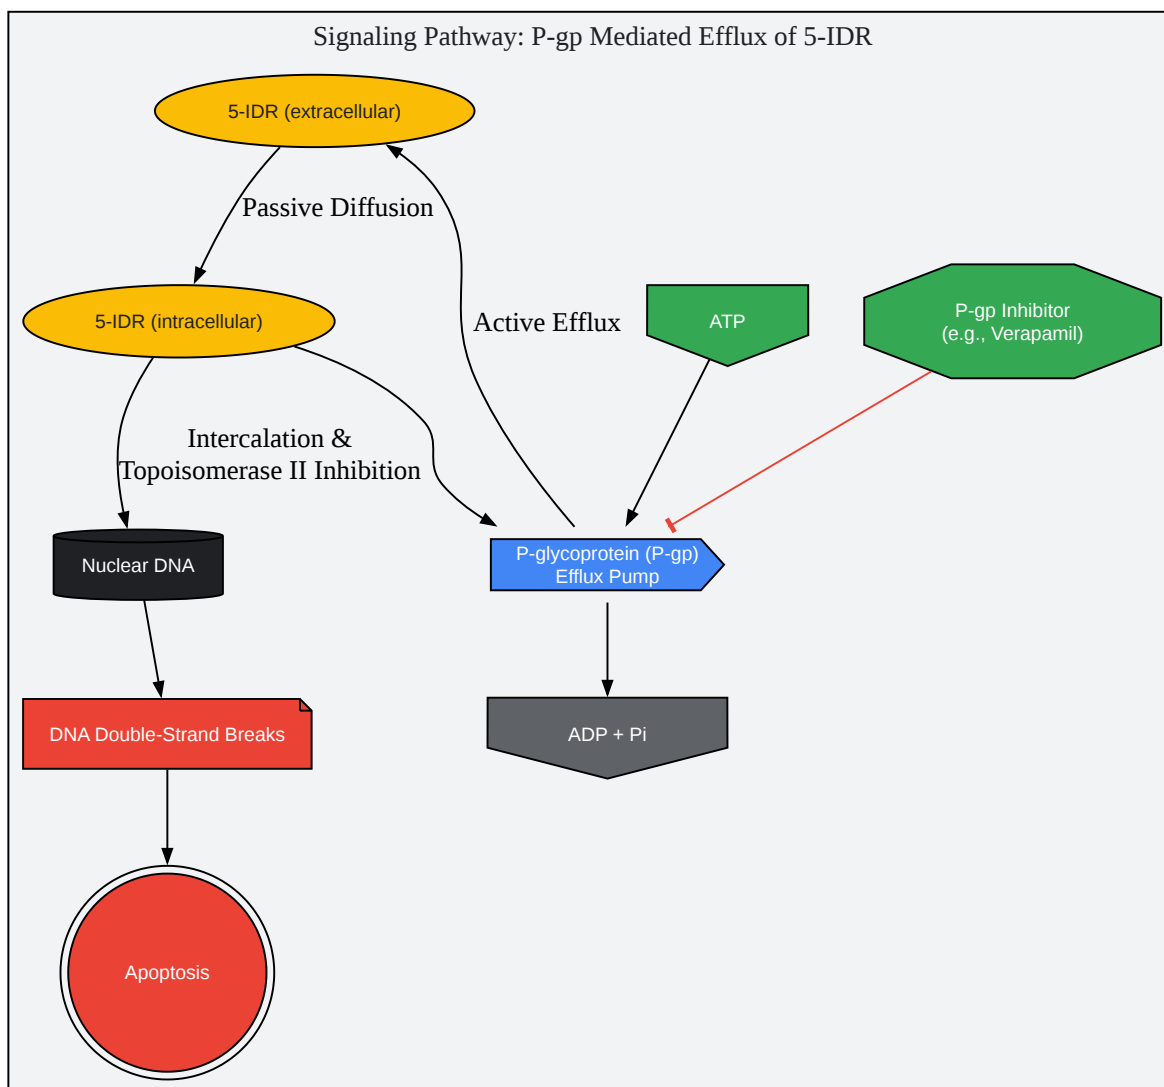 Signaling Pathway: P-gp Mediated Efflux of 5-IDR
5-IDR (extracellular)
Passive Diffusion
5-IDR (intracellular)
Active Efflux
ATP
P-gp Inhibitor
(e.g., Verapamil)
Intercalation &
Topoisomerase II Inhibition
Nuclear DNA
P-glycoprotein (P-gp)
Efflux Pump
DNA Double-Strand Breaks
ADP + Pi
Apoptosis